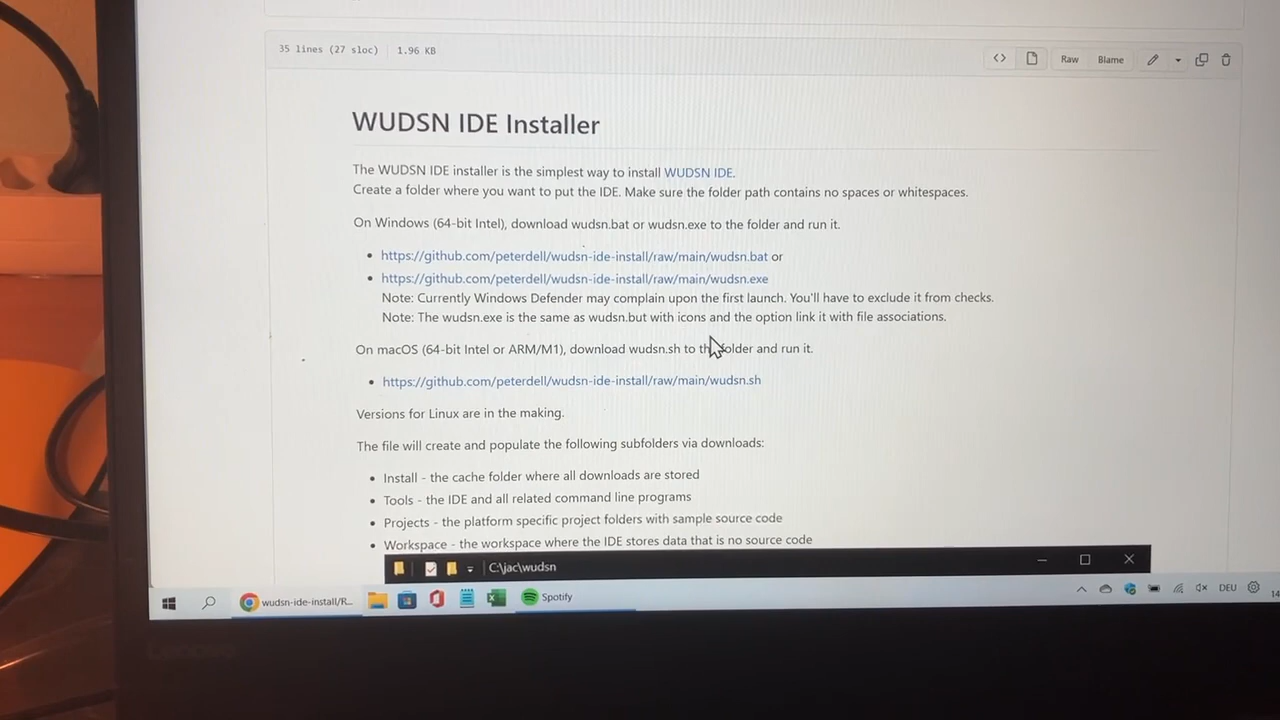 35 lines (27 sloc) 1.96 KB
Raw Blame
WUDSN IDE Installer
The WUDSN IDE installer is the simplest way to install WUDSN IDE.
Create a folder where you want to put the IDE. Make sure the folder path contains no spaces or whitespaces.
On Windows (64-bit Intel), download wudsn.bat or wudsn.exe to the folder and run it.
https://github.com/peterdell/wudsn-ide-install/raw/main/wudsn.bat or
https://github.com/peterdell/wudsn-ide-install/raw/main/wudsn.exe
Note: Currently Windows Defender may complain upon the first launch. You'll have to exclude it from checks.
Note: The wudsn.exe is the same as wudsn.but with icons and the option link it with file associations.
On macOS (64-bit Intel or ARM/M1), download wudsn.sh to the folder and run it.
https://github.com/peterdell/wudsn-ide-install/raw/main/wudsn.sh
Versions for Linux are in the making.
The file will create and populate the following subfolders via downloads:
Install - the cache folder where all downloads are stored
Tools - the IDE and all related command line programs
Projects - the platform specific project folders with sample source code
Workspace - the workspace where the IDE stores data that is no source code
C:\jac\wudsn
wudsn-ide-install/R... Spotify DEU 14
Lenovo